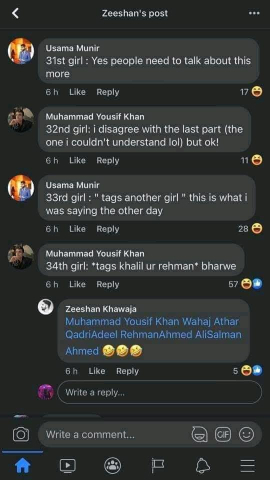 Zeeshan's post
Usama Munir
31st girl : Yes people need to talk about this
more
6 h Like Reply 17
Muhammad Yousif Khan
32nd girl: i disagree with the last part (the
one i couldn't understand lol) but ok!
6 h Like Reply 11
Usama Munir
33rd girl : " tags another girl " this is what i
was saying the other day
6 h Like Reply 28
Muhammad Yousif Khan
34th girl: *tags khalil ur rehman* bharwe
6 h Like Reply 57
Zeeshan Khawaja
Muhammad Yousif Khan Wahaj Athar
QadriAdeel RehmanAhmed AliSalman
Ahmed 🤣🤣🤣
6 h Like Reply 5
Write a reply...
Write a comment...
GIF